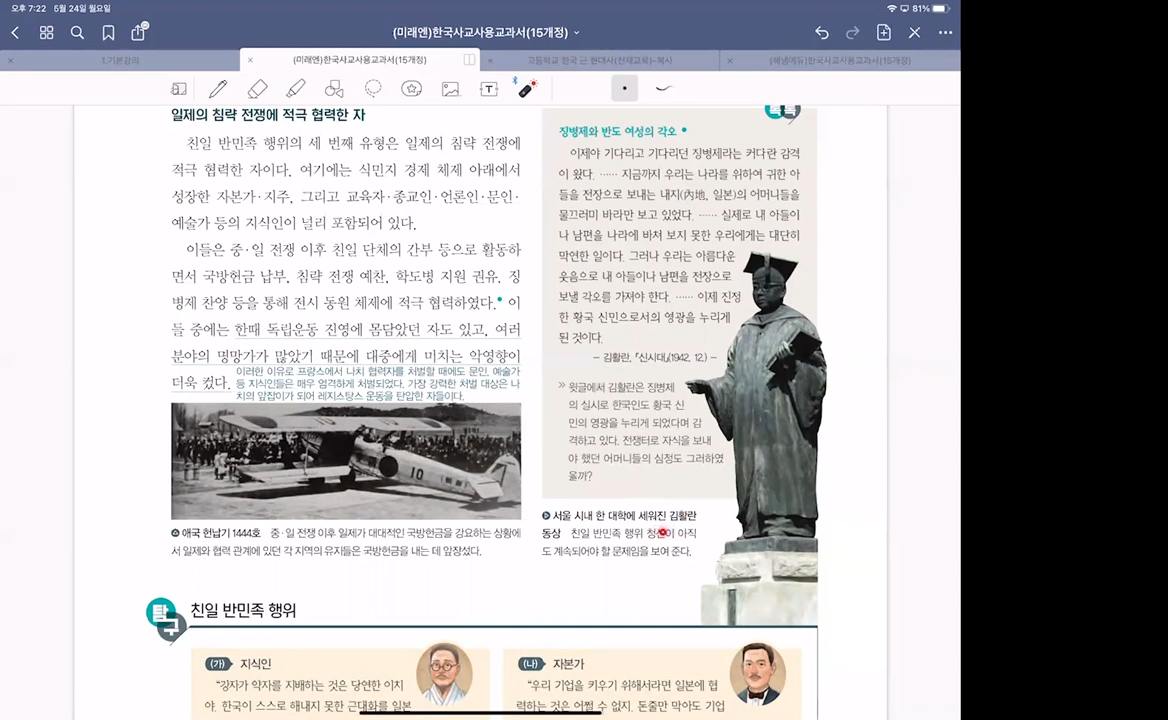 오후 7:22 5월 24일 월요일
81%
(미래엔)한국사교사용교과서(15개정)
1.기본강의
(미래엔)한국사교사용교과서(15개정)
고등학교 한국 근 현대사(천재교육)-복사
(해냄에듀)한국사교사용교과서(15개정)
일제의 침략 전쟁에 적극 협력한 자
친일 반민족 행위의 세 번째 유형은 일제의 침략 전쟁에
적극 협력한 자이다. 여기에는 식민지 경제 체제 아래에서
성장한 자본가·지주, 그리고 교육자·종교인·언론인·문인·
예술가 등의 지식인이 널리 포함되어 있다.
이들은 중·일 전쟁 이후 친일 단체의 간부 등으로 활동하
면서 국방헌금 납부, 침략 전쟁 예찬, 학도병 지원 권유, 징
병제 찬양 등을 통해 전시 동원 체제에 적극 협력하였다. 이
들 중에는 한때 독립운동 진영에 몸담았던 자도 있고, 여러
분야의 명망가가 많았기 때문에 대중에게 미치는 악영향이
더욱 컸다.
이러한 이유로 프랑스에서 나치 협력자를 처벌할 때에도 문인, 예술가
등 지식인들은 매우 엄격하게 처벌되었다. 가장 강력한 처벌 대상은 나
치의 앞잡이가 되어 레지스탕스 운동을 탄압한 자들이다.
10
애국 헌납기 1444호 중·일 전쟁 이후 일제가 대대적인 국방헌금을 강요하는 상황에
서 일제와 협력 관계에 있던 각 지역의 유지들은 국방헌금을 내는 데 앞장섰다.
징병제와 반도 여성의 각오
이제야 기다리고 기다리던 징병제라는 커다란 감격
이 왔다. …… 지금까지 우리는 나라를 위하여 귀한 아
들을 전장으로 보내는 내지(內地, 일본)의 어머니들을
물끄러미 바라만 보고 있었다. …… 실제로 내 아들이
나 남편을 나라에 바쳐 보지 못한 우리에게는 대단히
막연한 일이다. 그러나 우리는 아름다운
웃음으로 내 아들이나 남편을 전장으로
보낼 각오를 가져야 한다. …… 이제 진정
한 황국 신민으로서의 영광을 누리게
된 것이다.
– 김활란, 『신시대』(1942. 12.) –
» 윗글에서 김활란은 징병제
의 실시로 한국인도 황국 신
민의 영광을 누리게 되었다며 감
격하고 있다. 전쟁터로 자식을 보내
야 했던 어머니들의 심정도 그러하였
을까?
서울 시내 한 대학에 세워진 김활란
동상 친일 반민족 행위 청산이 아직
도 계속되어야 할 문제임을 보여 준다.
탐구 친일 반민족 행위
(가) 지식인
"강자가 약자를 지배하는 것은 당연한 이치
야. 한국이 스스로 해내지 못한 근대화를 일본
(나) 자본가
"우리 기업을 키우기 위해서라면 일본에 협
력하는 것은 어쩔 수 없지. 돈줄만 막아도 기업